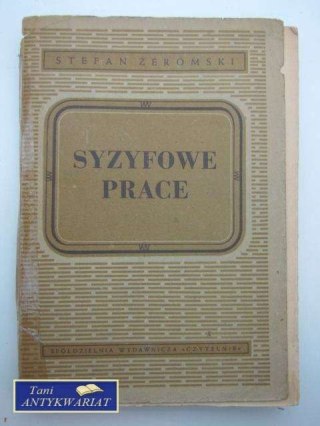 STEFAN ŻEROMSKI
SYZYFOWE
PRACE
SPÓŁDZIELNIA WYDAWNICZA «CZYTELNIK»
Tani
ANTYKWARIAT